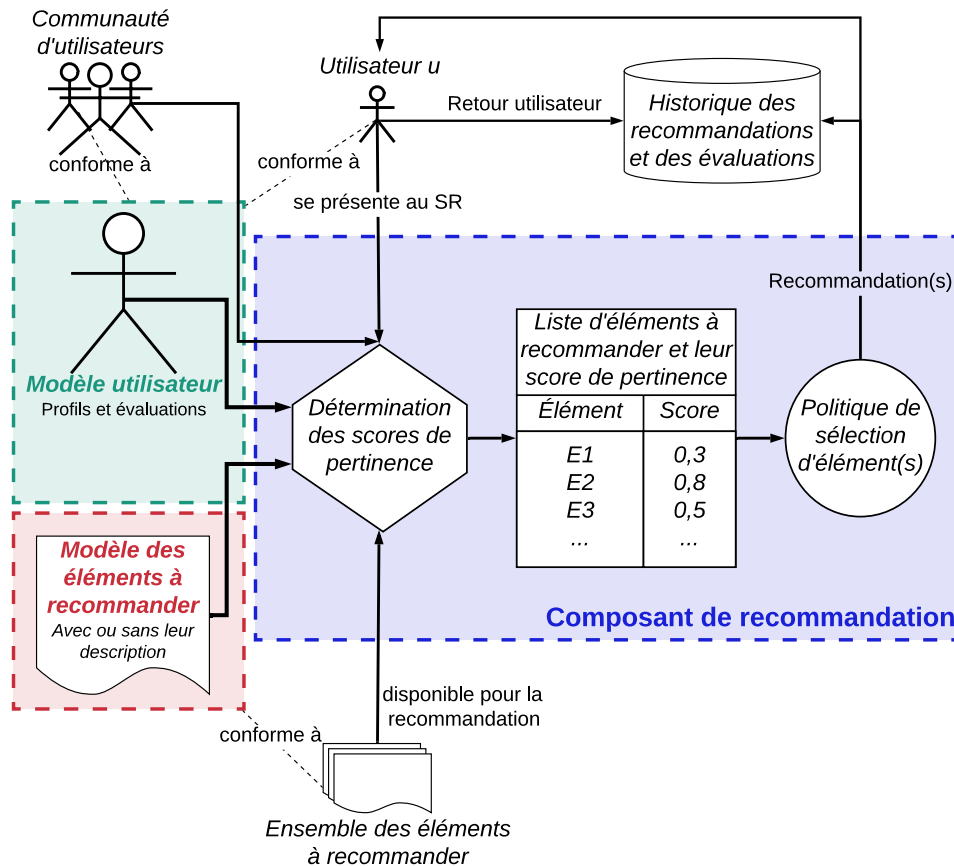 Communauté
d'utilisateurs
conforme à
Utilisateur u
Retour utilisateur
Historique des
recommandations
et des évaluations
conforme à
se présente au SR
Recommandation(s)
Modèle utilisateur
Profils et évaluations
Détermination
des scores de
pertinence
Liste d'éléments à
recommander et leur
score de pertinence
Élément Score
E1 0,3
E2 0,8
E3 0,5
... ...
Politique de
sélection
d'élément(s)
Composant de recommandation
Modèle des
éléments à
recommander
Avec ou sans leur
description
disponible pour la
recommandation
conforme à
Ensemble des éléments
à recommander